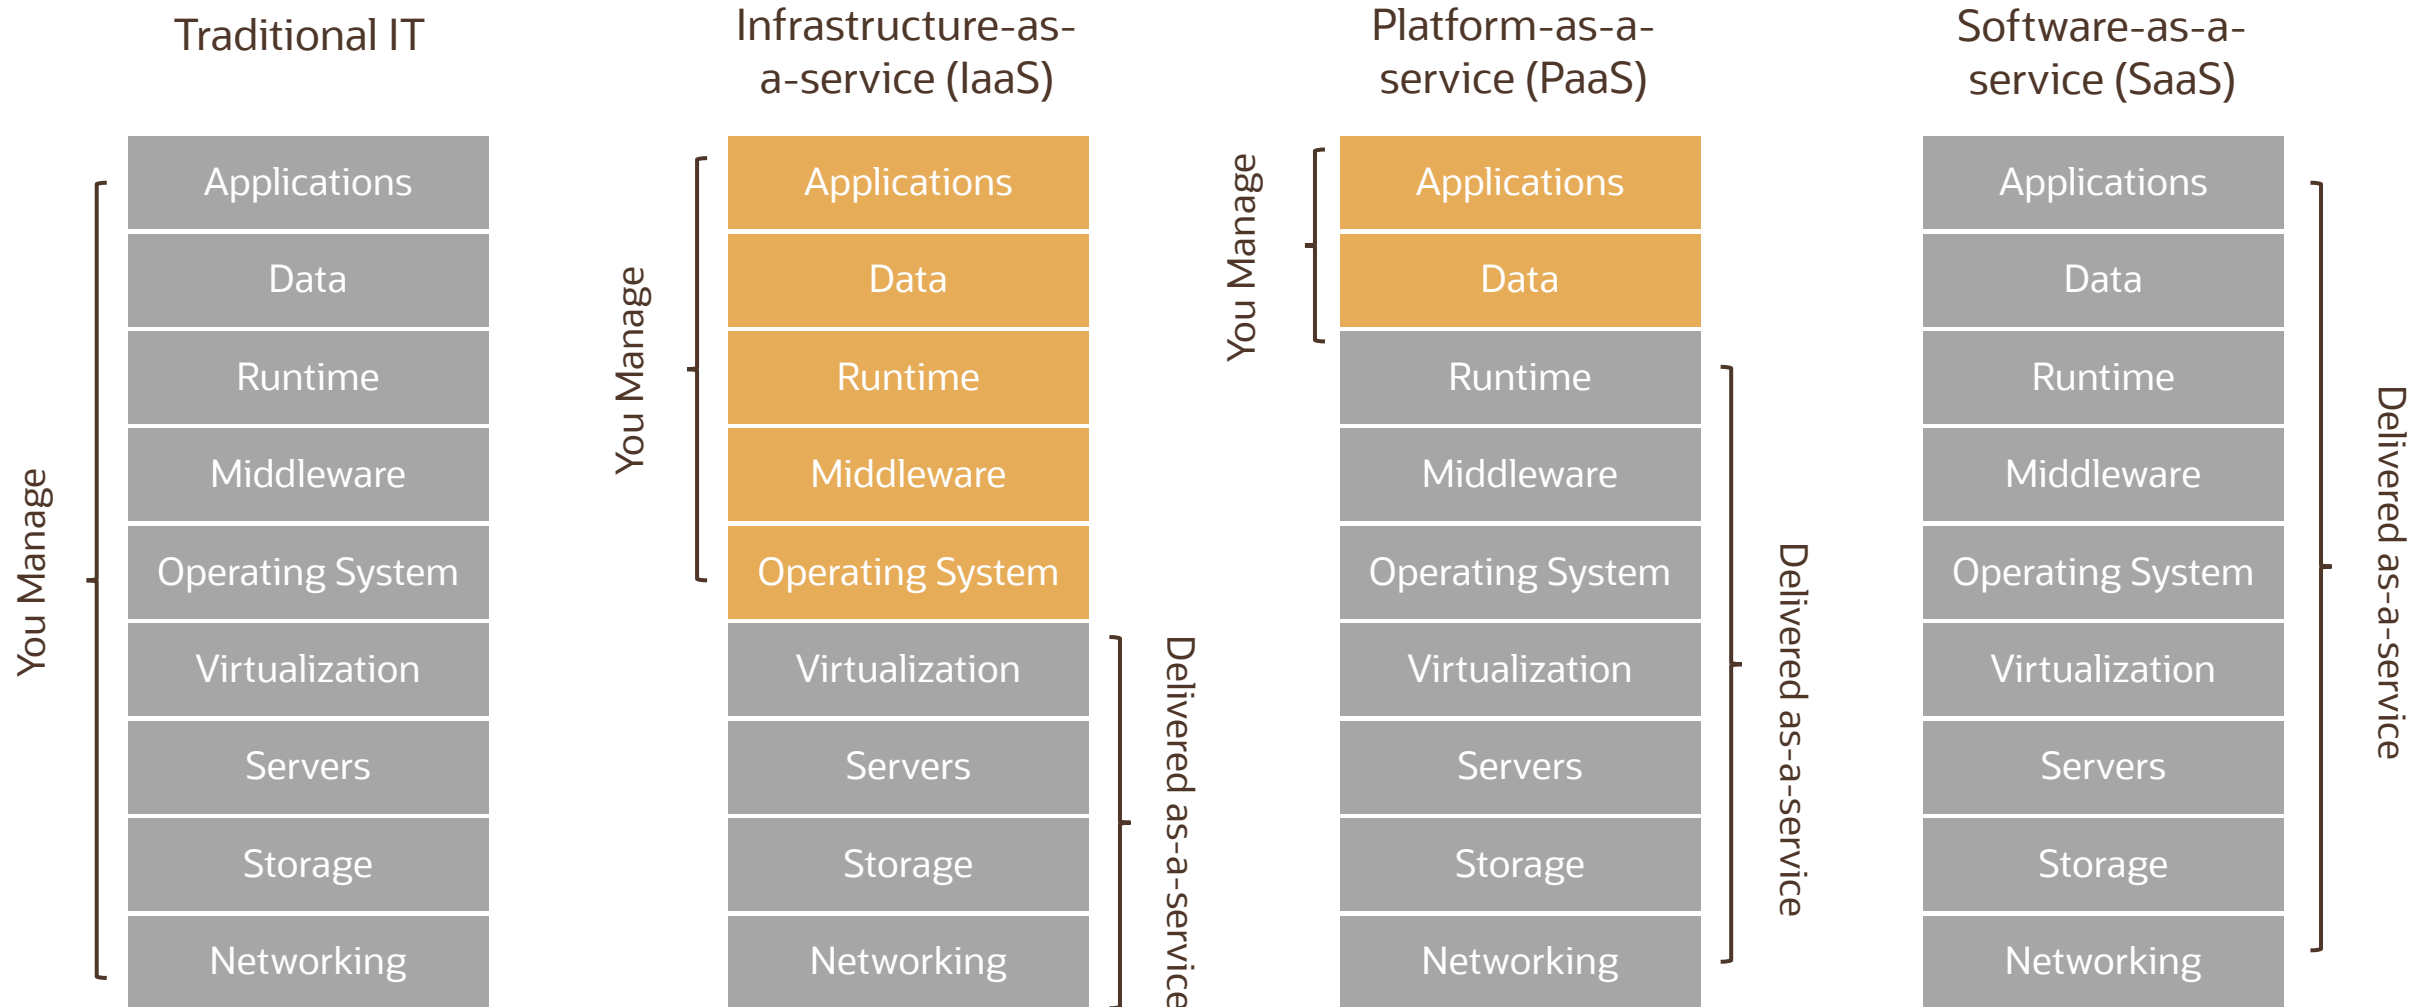 Traditional IT
You Manage
Applications
Data
Runtime
Middleware
Operating System
Virtualization
Servers
Storage
Networking
Infrastructure-as-
a-service (IaaS)
You Manage
Applications
Data
Runtime
Middleware
Operating System
Virtualization
Servers
Storage
Networking
Delivered as-a-service
Platform-as-a-
service (PaaS)
You Manage
Applications
Data
Runtime
Middleware
Operating System
Virtualization
Servers
Storage
Networking
Delivered as-a-service
Software-as-a-
service (SaaS)
Applications
Data
Runtime
Middleware
Operating System
Virtualization
Servers
Storage
Networking
Delivered as-a-service